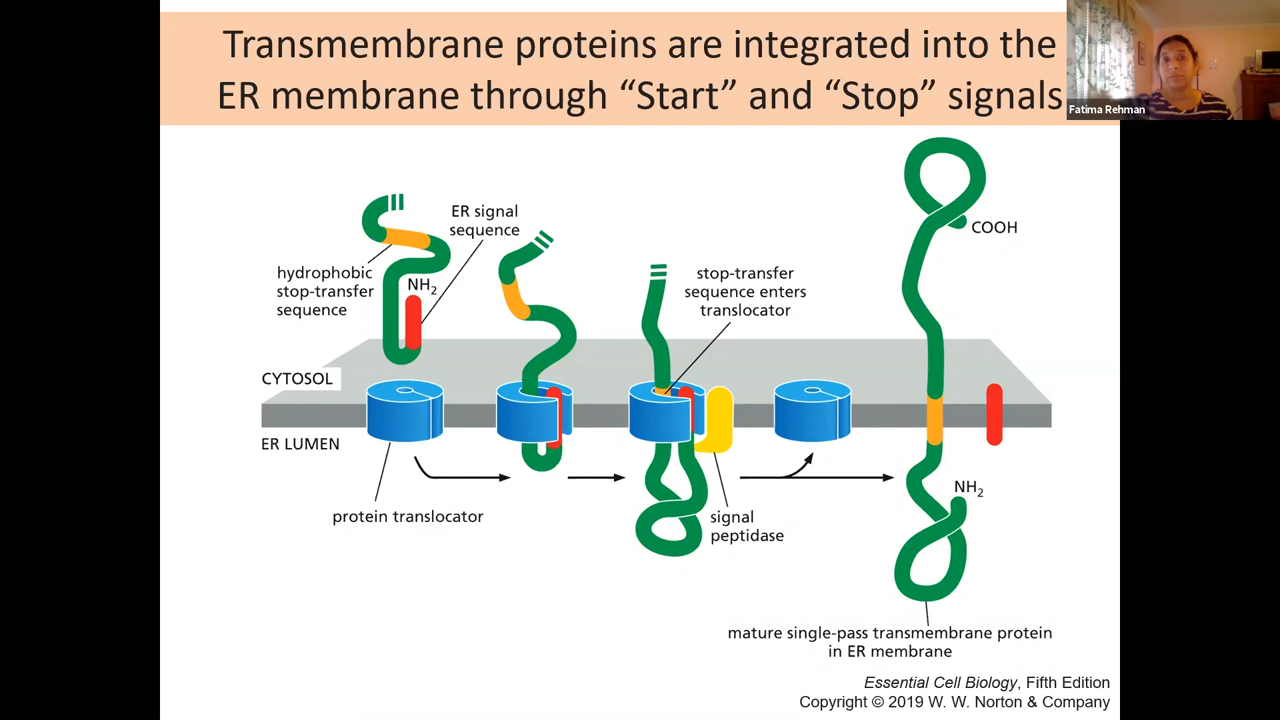 Transmembrane proteins are integrated into the
ER membrane through “Start” and “Stop” signals
Fatima Rehman
ER signal
sequence
hydrophobic
stop-transfer
sequence
NH2
stop-transfer
sequence enters
translocator
COOH
CYTOSOL
ER LUMEN
protein translocator
signal
peptidase
NH2
mature single-pass transmembrane protein
in ER membrane
Essential Cell Biology, Fifth Edition
Copyright © 2019 W. W. Norton & Company